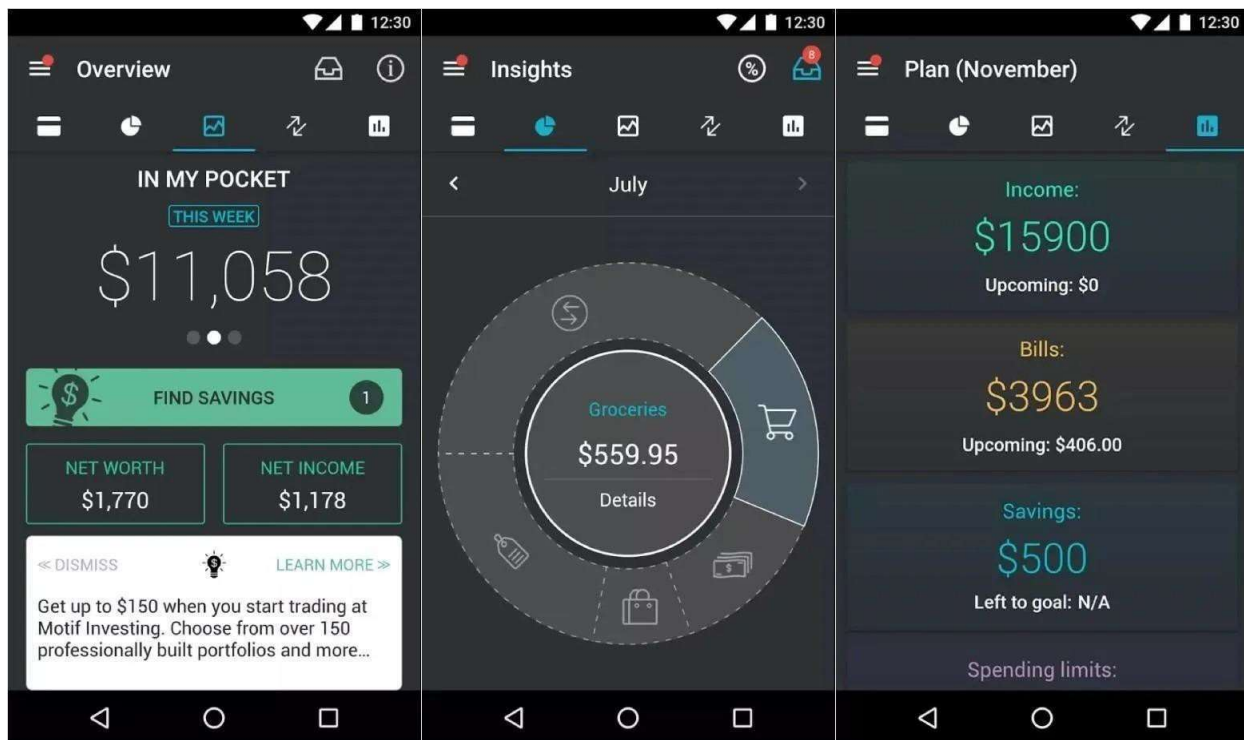 12:30
Overview
IN MY POCKET
THIS WEEK
$11,058
$
FIND SAVINGS
1
NET WORTH
$1,770
NET INCOME
$1,178
≪ DISMISS
$
LEARN MORE ≫
Get up to $150 when you start trading at
Motif Investing. Choose from over 150
professionally built portfolios and more...
12:30
Insights
%
8
July
Groceries
$559.95
Details
$
12:30
Plan (November)
Income:
$15900
Upcoming: $0
Bills:
$3963
Upcoming: $406.00
Savings:
$500
Left to goal: N/A
Spending limits: